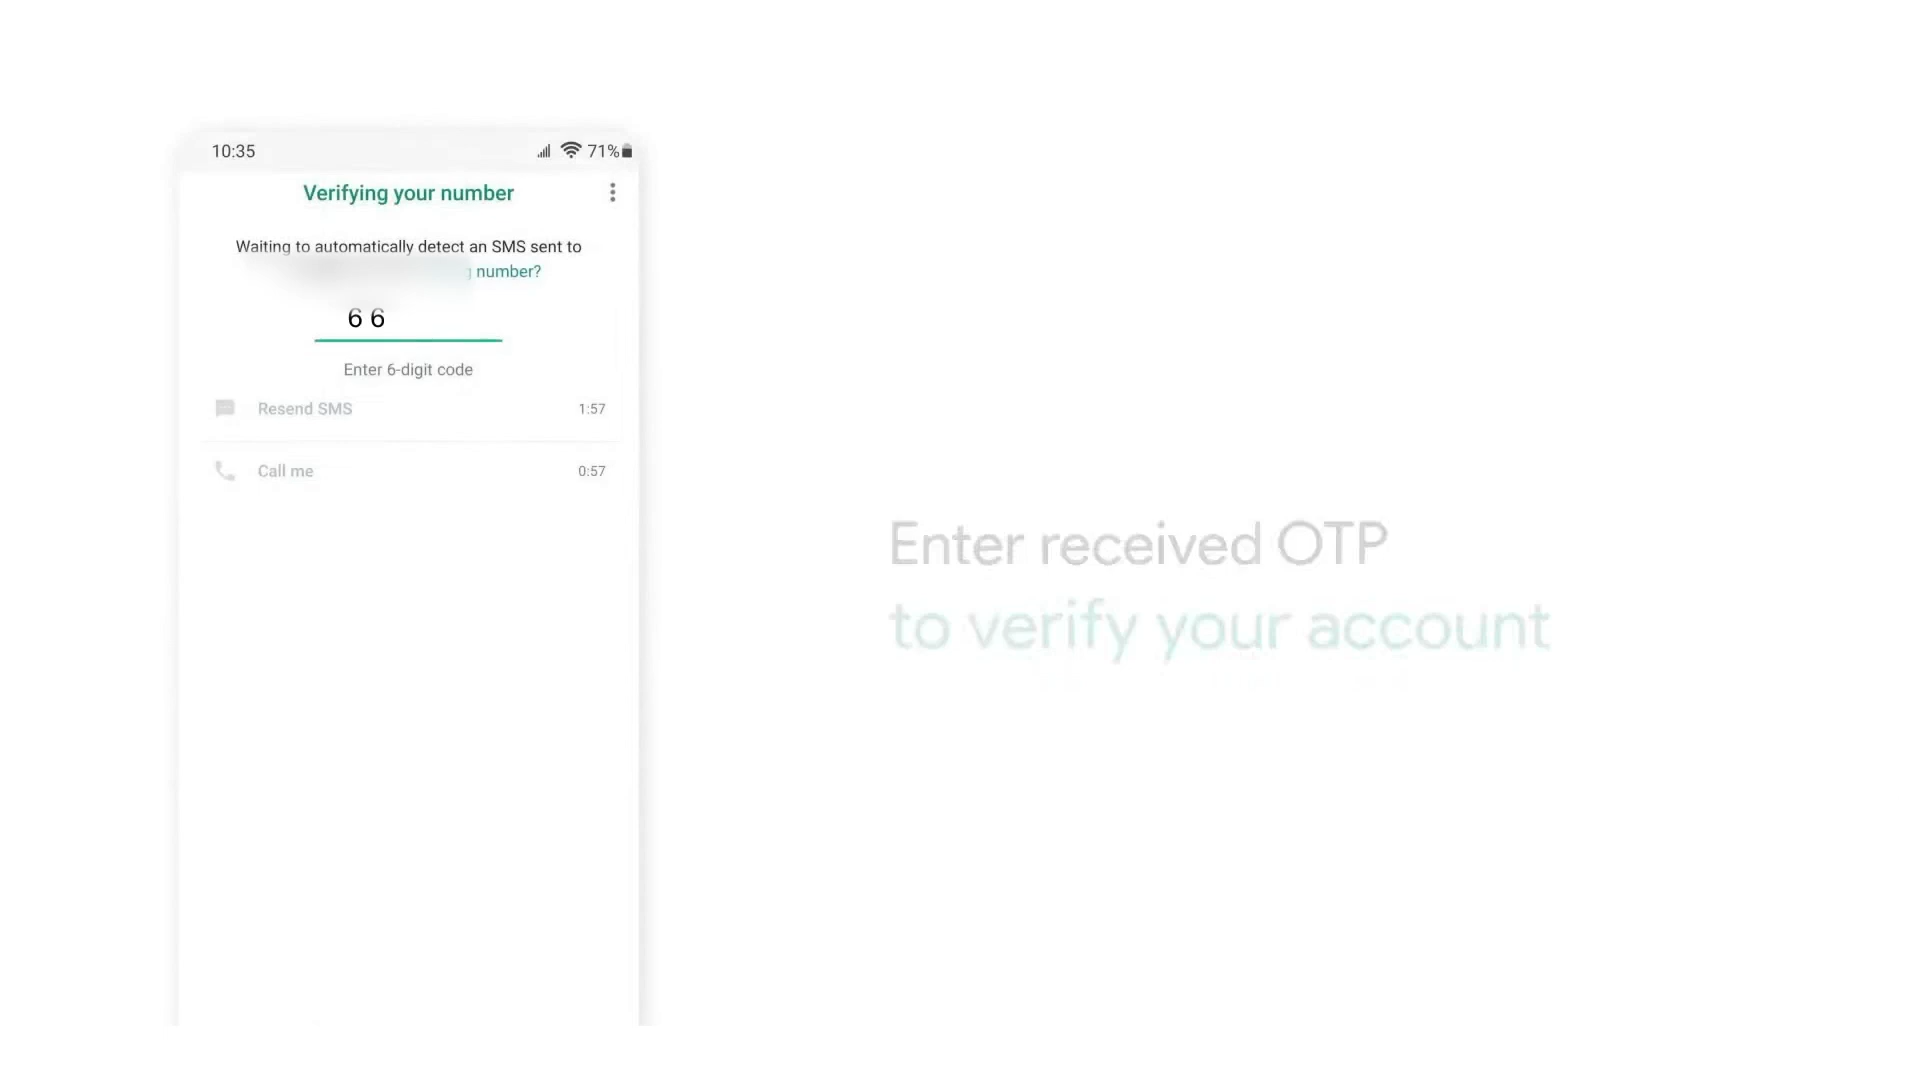 10:35
71%
Verifying your number
Waiting to automatically detect an SMS sent to
number?
6 6
Enter 6-digit code
Resend SMS
1:57
Call me
0:57
Enter received OTP
to verify your account